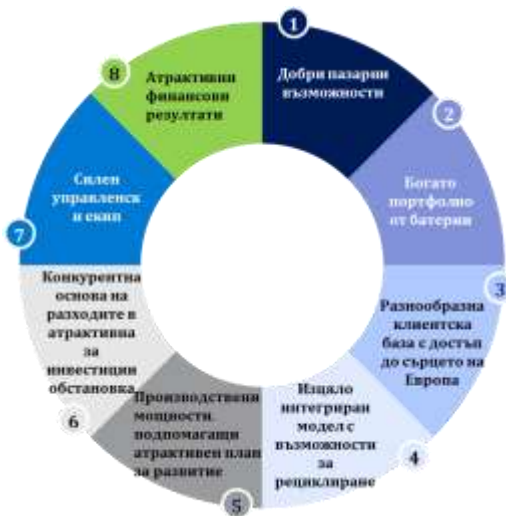 1
Добри пазарни
възможности
2
Богато
портфолио
от батерии
3
Разнообразна
клиентска
база с достъп
до сърцето на
Европа
4
Изцяло
интегриран
модел с
възможности
за
рециклиране
5
Производствени
мощности,
подпомагащи
атрактивен план
за развитие
6
Конкурентна
основа на
разходите в
атрактивна
за
инвестиции
обстановка
7
Силен
управленск
и екип
8
Атрактивни
финансови
резултати